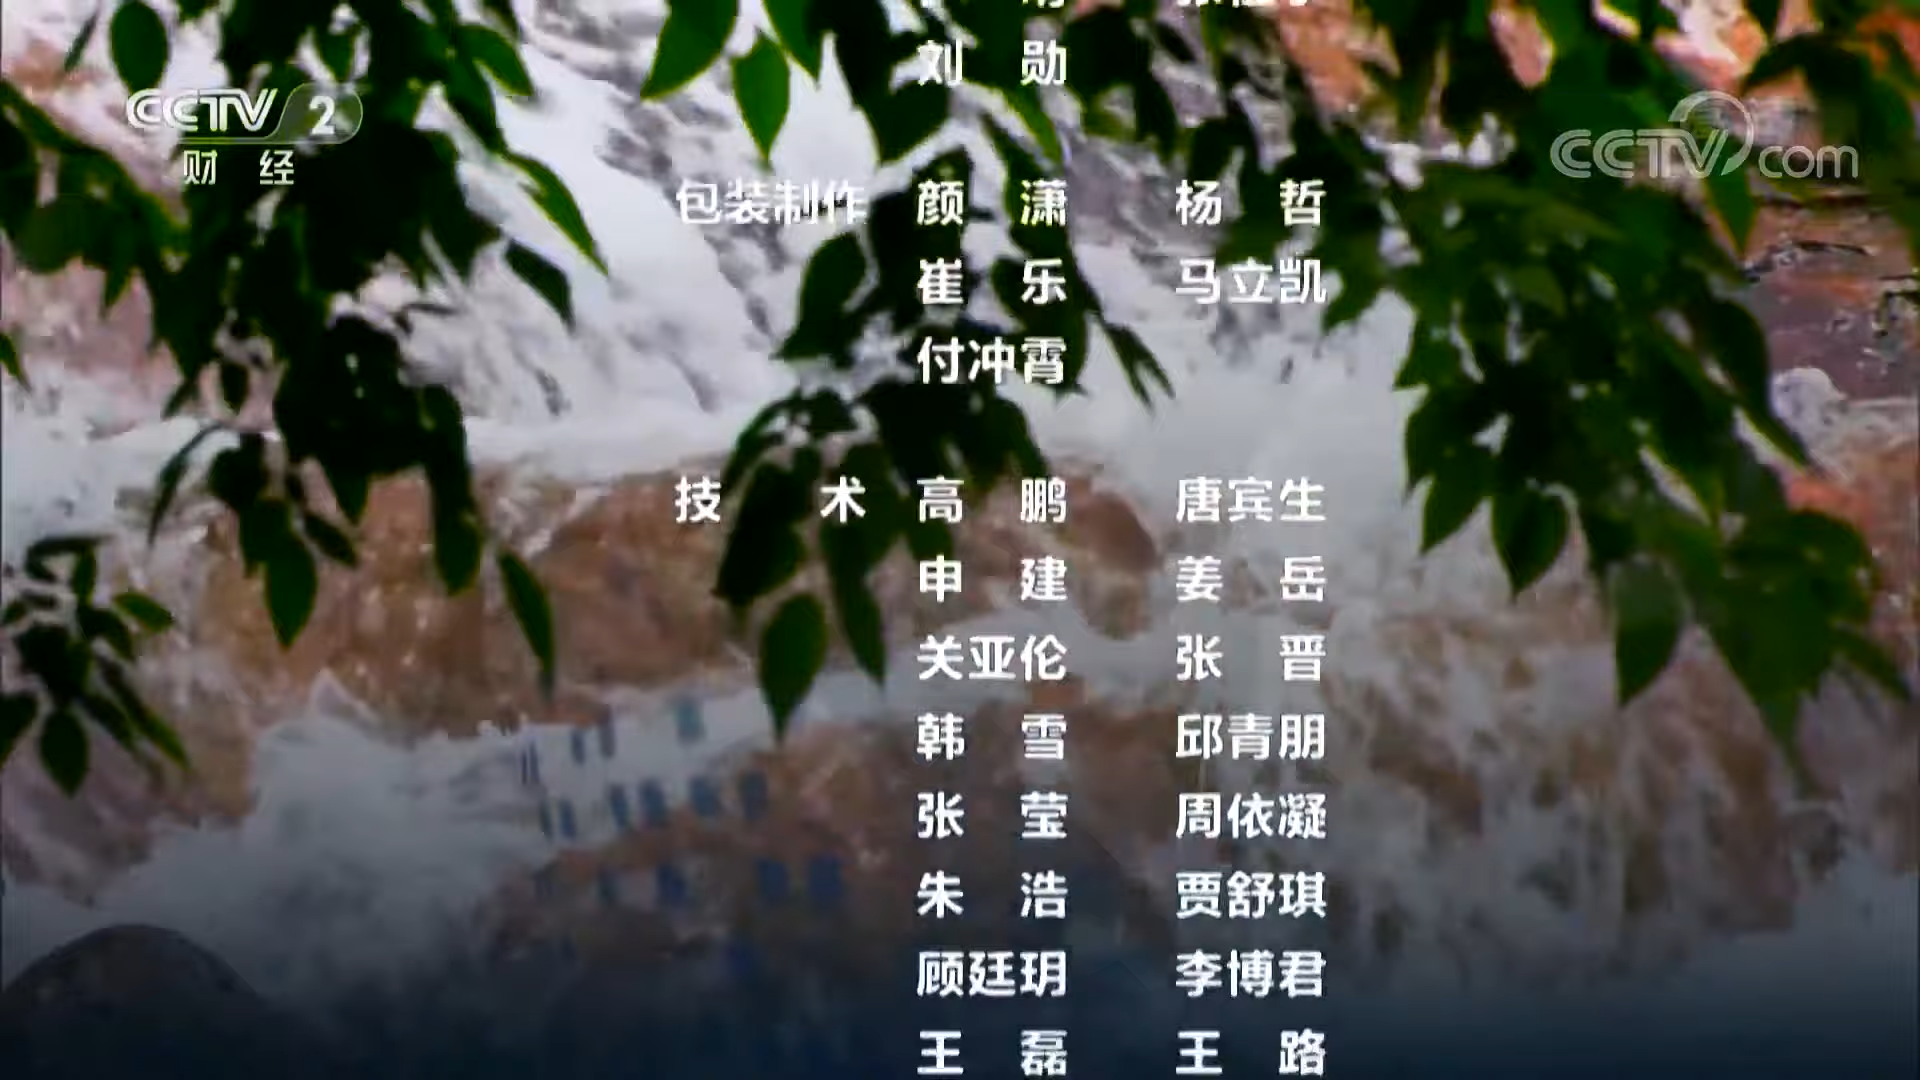 刘 勋
CCTV 2
财 经
CCTV com
包装制作 颜 潇 杨 哲
崔 乐 马立凯
付冲霄
技 术 高 鹏 唐宾生
申 建 姜 岳
关亚伦 张 晋
韩 雪 邱青朋
张 莹 周依凝
朱 浩 贾舒琪
顾廷玥 李博君
王 磊 王 路